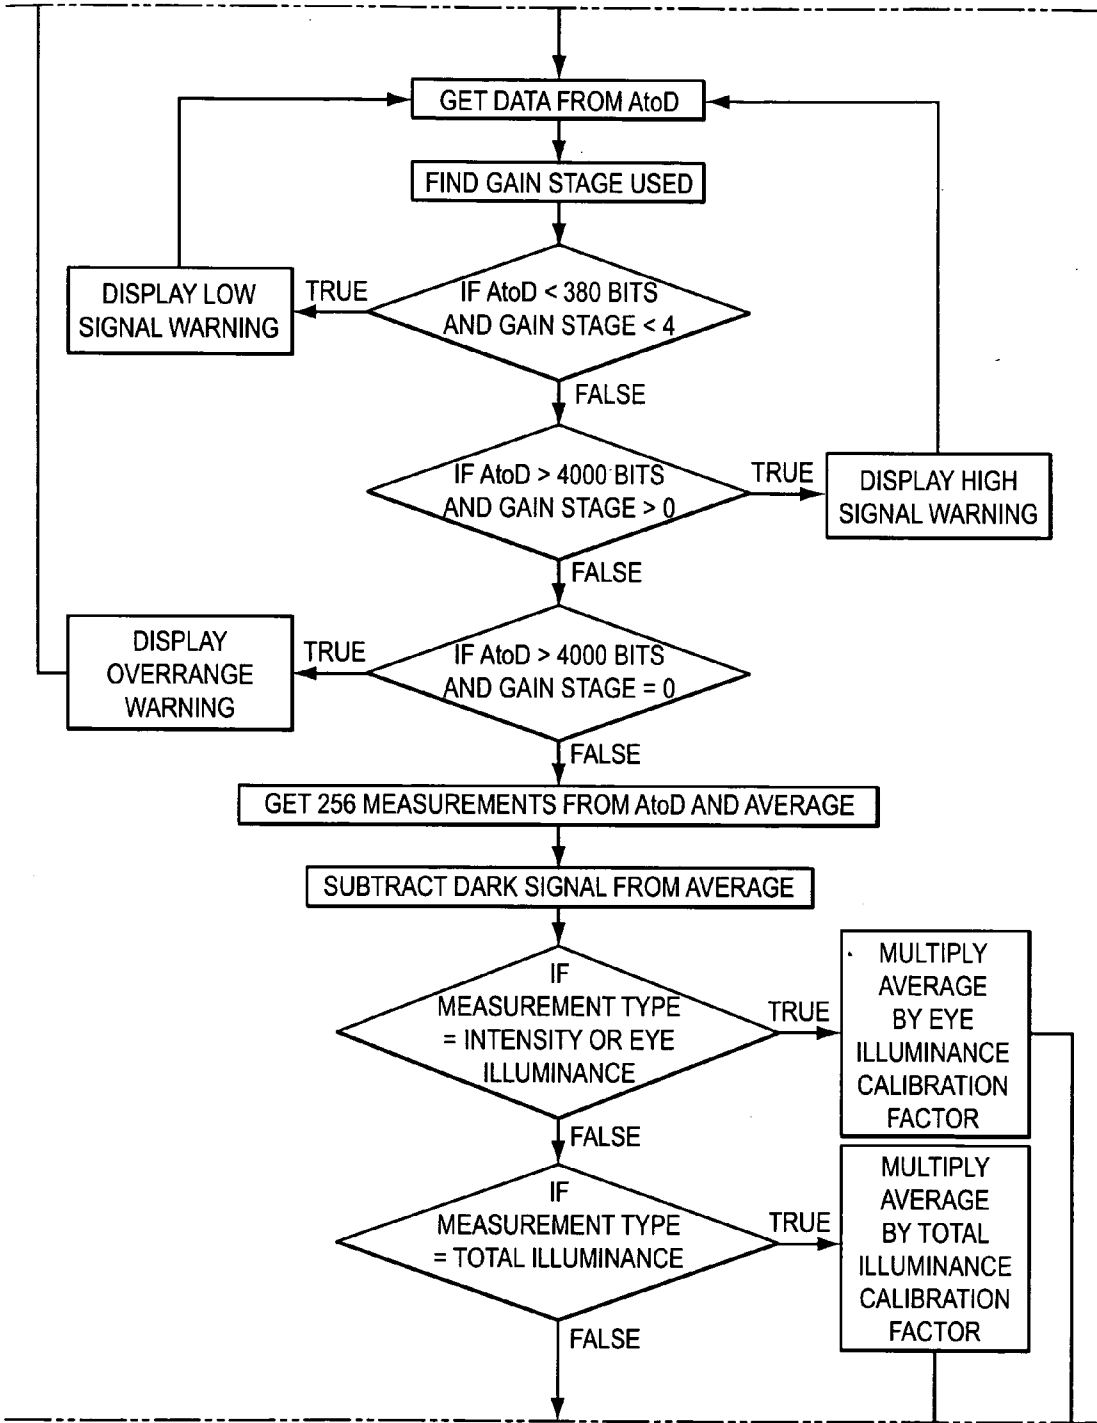 GET DATA FROM AtoD
FIND GAIN STAGE USED
IF AtoD < 380 BITS
AND GAIN STAGE < 4
TRUE
DISPLAY LOW
SIGNAL WARNING
FALSE
IF AtoD > 4000 BITS
AND GAIN STAGE > 0
TRUE
DISPLAY HIGH
SIGNAL WARNING
FALSE
IF AtoD > 4000 BITS
AND GAIN STAGE = 0
TRUE
DISPLAY
OVERRANGE
WARNING
FALSE
GET 256 MEASUREMENTS FROM AtoD AND AVERAGE
SUBTRACT DARK SIGNAL FROM AVERAGE
IF
MEASUREMENT TYPE
= INTENSITY OR EYE
ILLUMINANCE
TRUE
MULTIPLY
AVERAGE
BY EYE
ILLUMINANCE
CALIBRATION
FACTOR
FALSE
IF
MEASUREMENT TYPE
= TOTAL ILLUMINANCE
TRUE
MULTIPLY
AVERAGE
BY TOTAL
ILLUMINANCE
CALIBRATION
FACTOR
FALSE